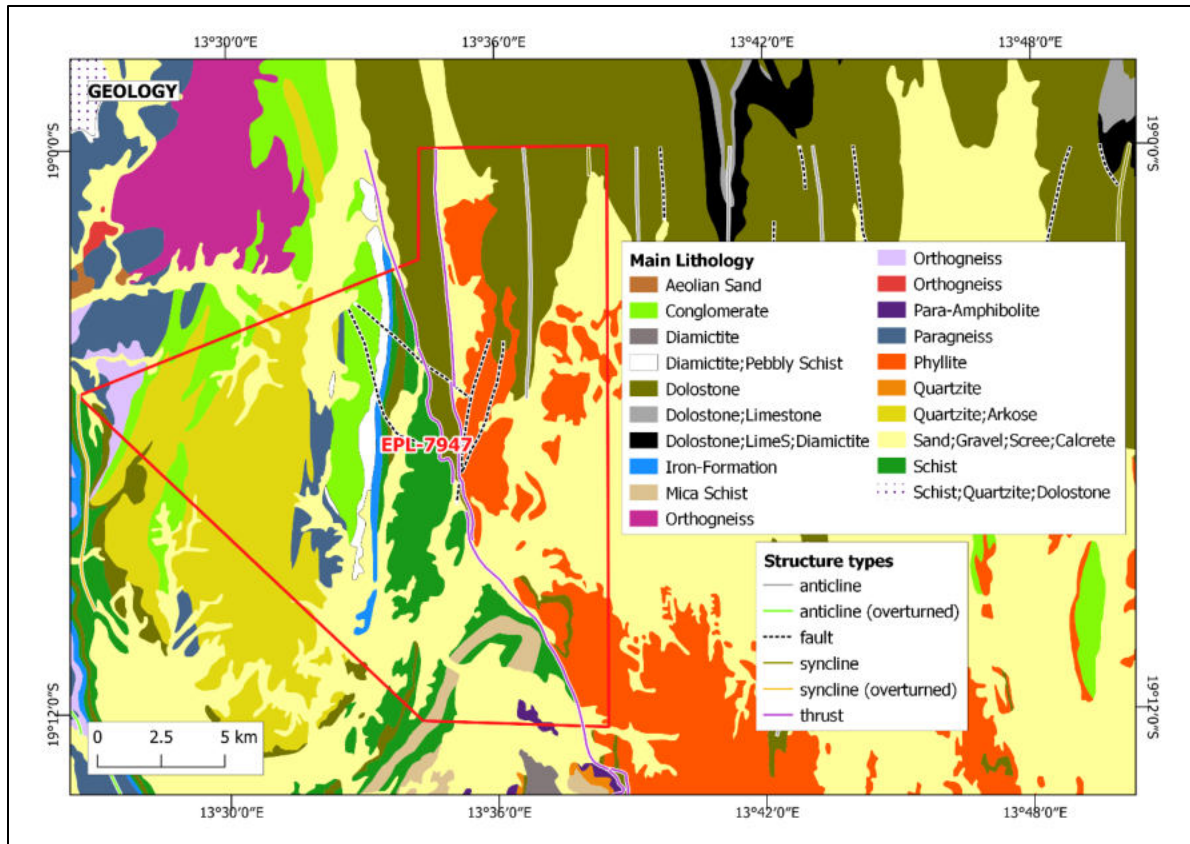 13°30'0"E 13°36'0"E 13°42'0"E 13°48'0"E
GEOLOGY
19°0'0"S 19°0'0"S
Main Lithology
Aeolian Sand
Conglomerate
Diamictite
Diamictite;Pebbly Schist
Dolostone
Dolostone;Limestone
Dolostone;LimeS;Diamictite
Iron-Formation
Mica Schist
Orthogneiss
Orthogneiss
Orthogneiss
Para-Amphibolite
Paragneiss
Phyllite
Quartzite
Quartzite;Arkose
Sand;Gravel;Scree;Calcrete
Schist
Schist;Quartzite;Dolostone
EPL-7947
Structure types
anticline
anticline (overturned)
fault
syncline
syncline (overturned)
thrust
19°12'0"S 19°12'0"S
0 2.5 5 km
13°30'0"E 13°36'0"E 13°42'0"E 13°48'0"E